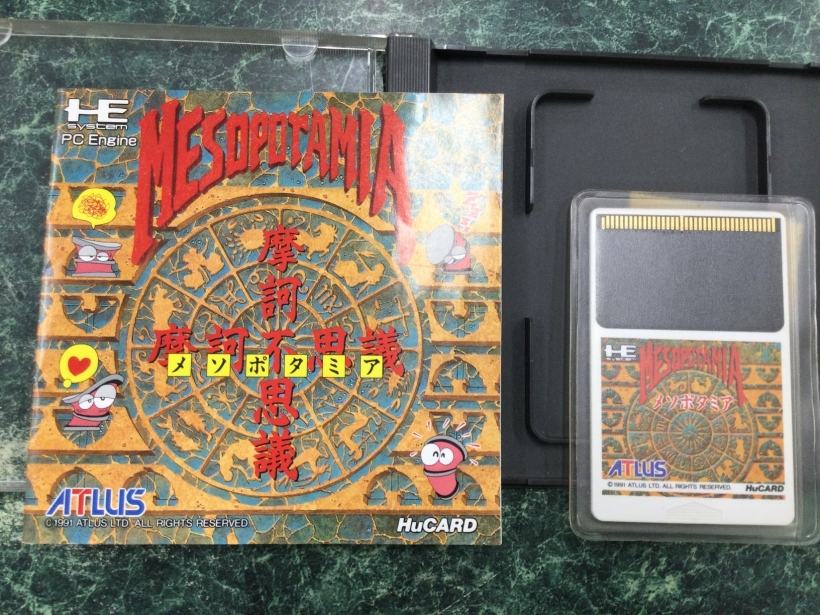 HE
system
PC Engine
MESOPOTAMIA
摩訶不思議
摩訶不思議
メソポタミア
ATLUS
©1991 ATLUS LTD. ALL RIGHTS RESERVED
HuCARD
HE
MESOPOTAMIA
メソポタミア
ATLUS
©1991 ATLUS LTD. ALL RIGHTS RESERVED.
HuCARD